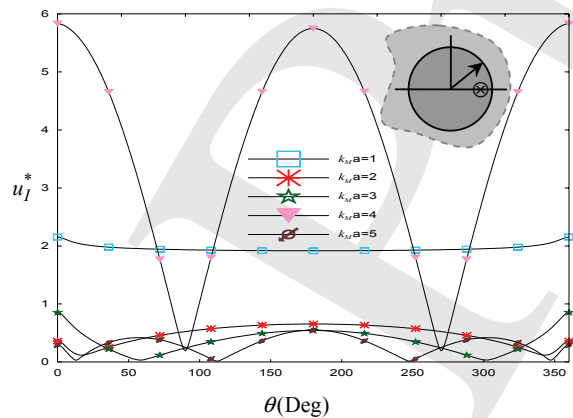 6
5
4
3
2
1
0
u_I^*
k_M a=1
k_M a=2
k_M a=3
k_M a=4
k_M a=5
0 50 100 150 200 250 300 350
θ(Deg)